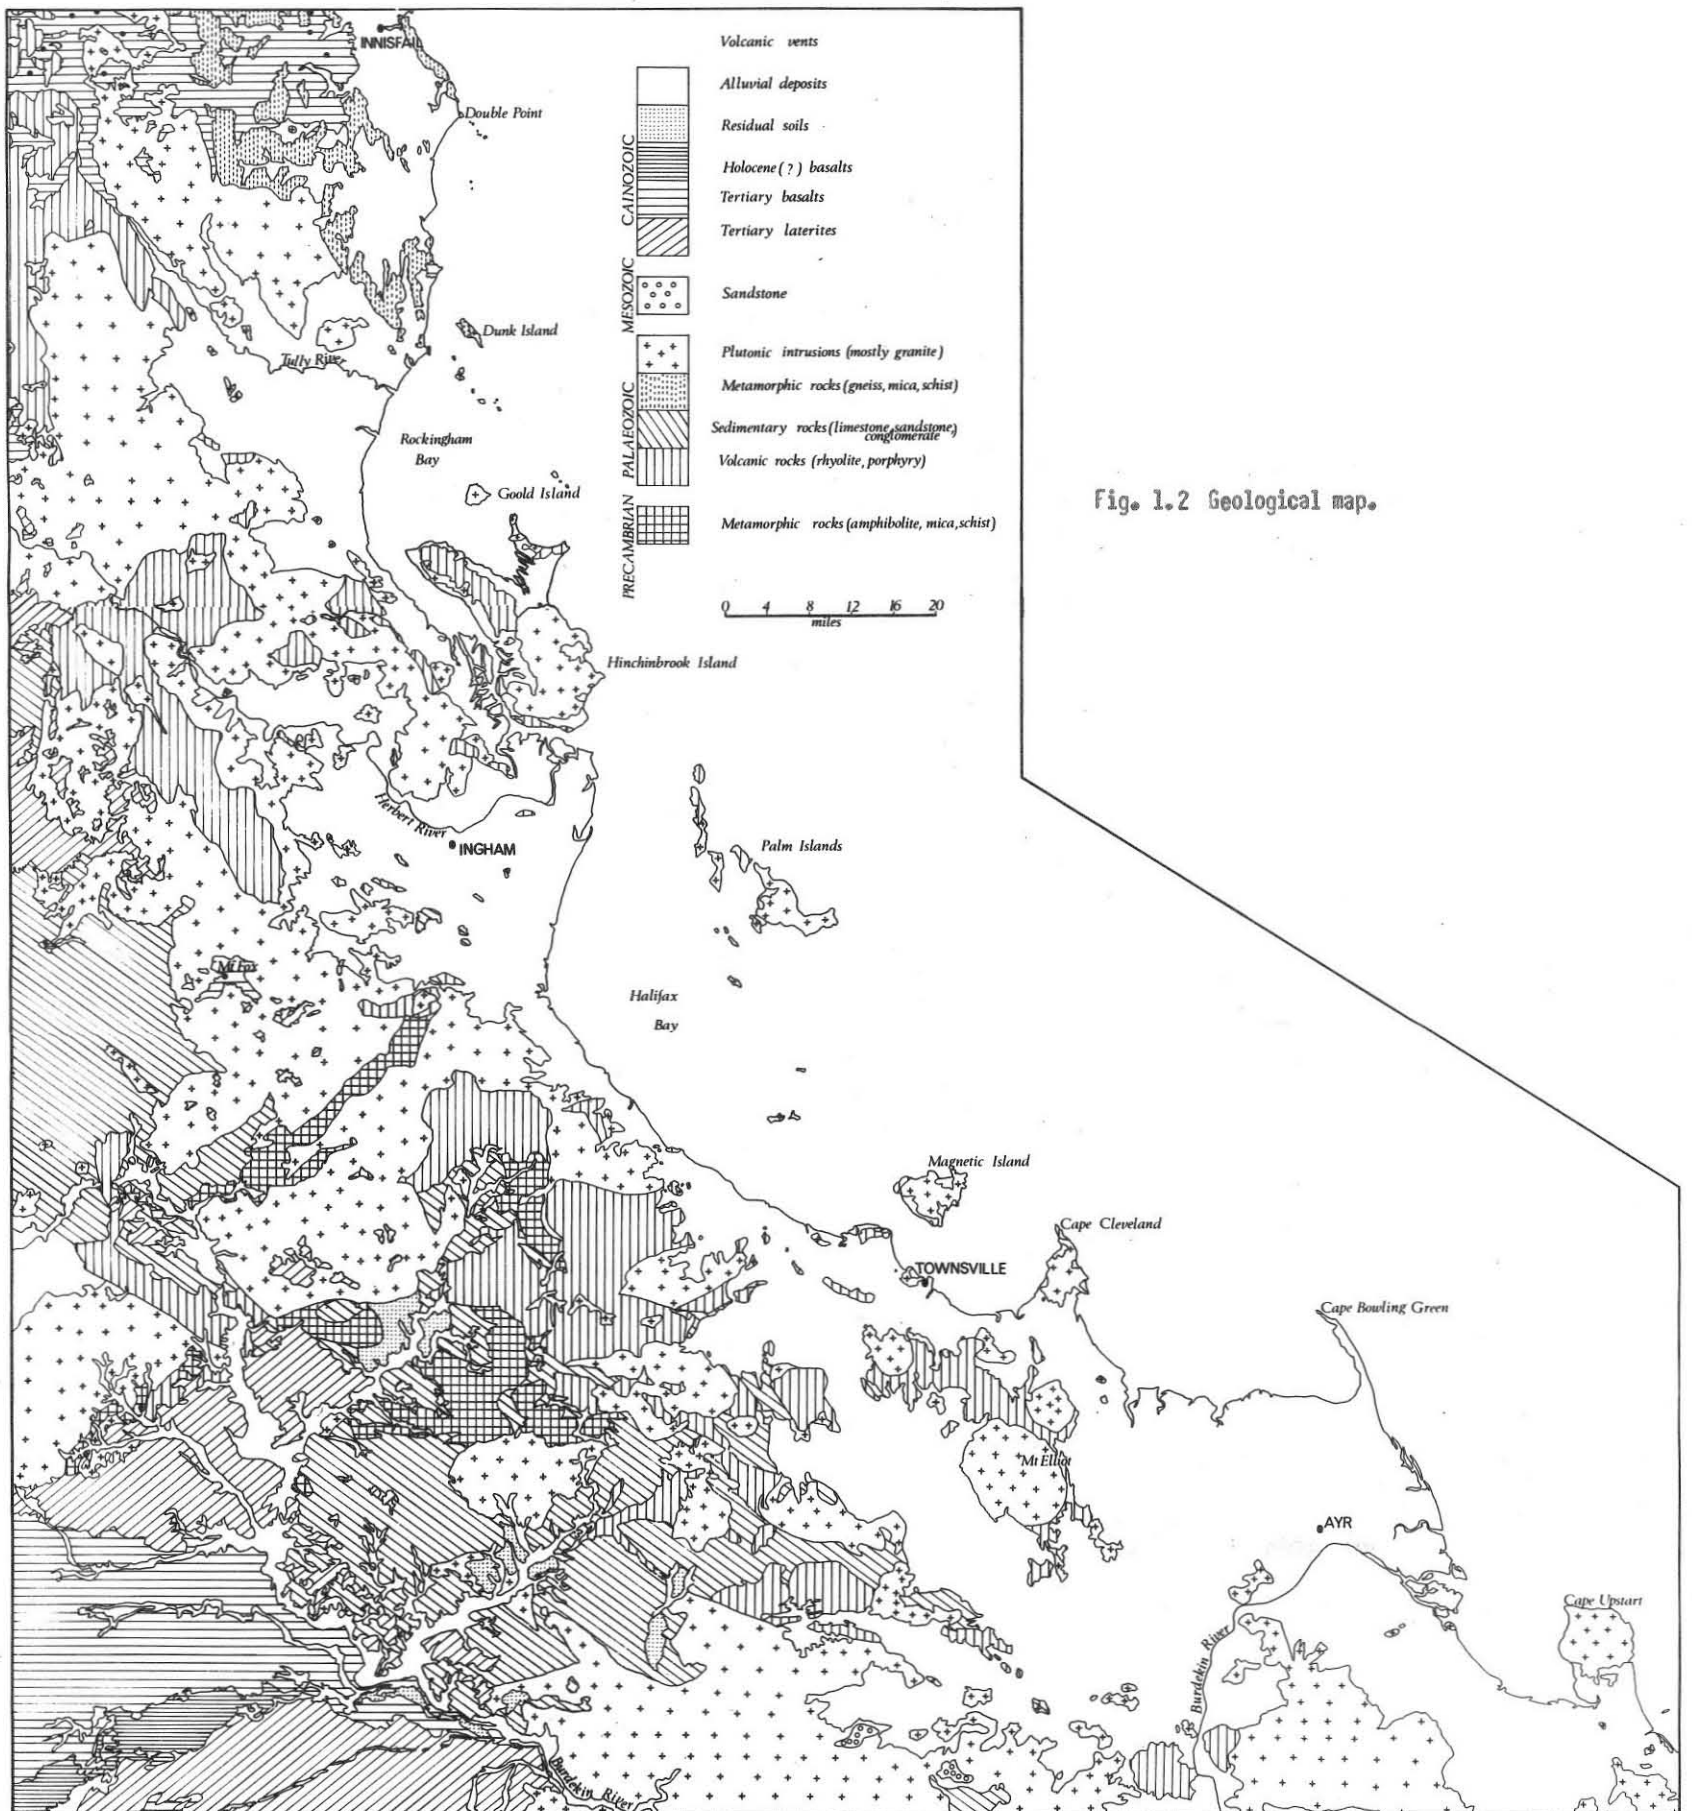 INNISFAIL
Double Point
Dunk Island
Tully River
Rockingham
Bay
Goold Island
Hinchinbrook Island
Herbert River
INGHAM
Palm Islands
Mt Fox
Halifax
Bay
Magnetic Island
Cape Cleveland
TOWNSVILLE
Cape Bowling Green
Mt Elliot
AYR
Cape Upstart
Burdekin River
Burdekin River
Volcanic vents
CAINOZOIC
Alluvial deposits
Residual soils
Holocene (?) basalts
Tertiary basalts
Tertiary laterites
MESOZOIC
Sandstone
PALAEOZOIC
Plutonic intrusions (mostly granite)
Metamorphic rocks (gneiss, mica, schist)
Sedimentary rocks (limestone, sandstone,
conglomerate)
Volcanic rocks (rhyolite, porphyry)
PRECAMBRIAN
Metamorphic rocks (amphibolite, mica, schist)
0 4 8 12 16 20
miles
Fig. 1.2 Geological map.